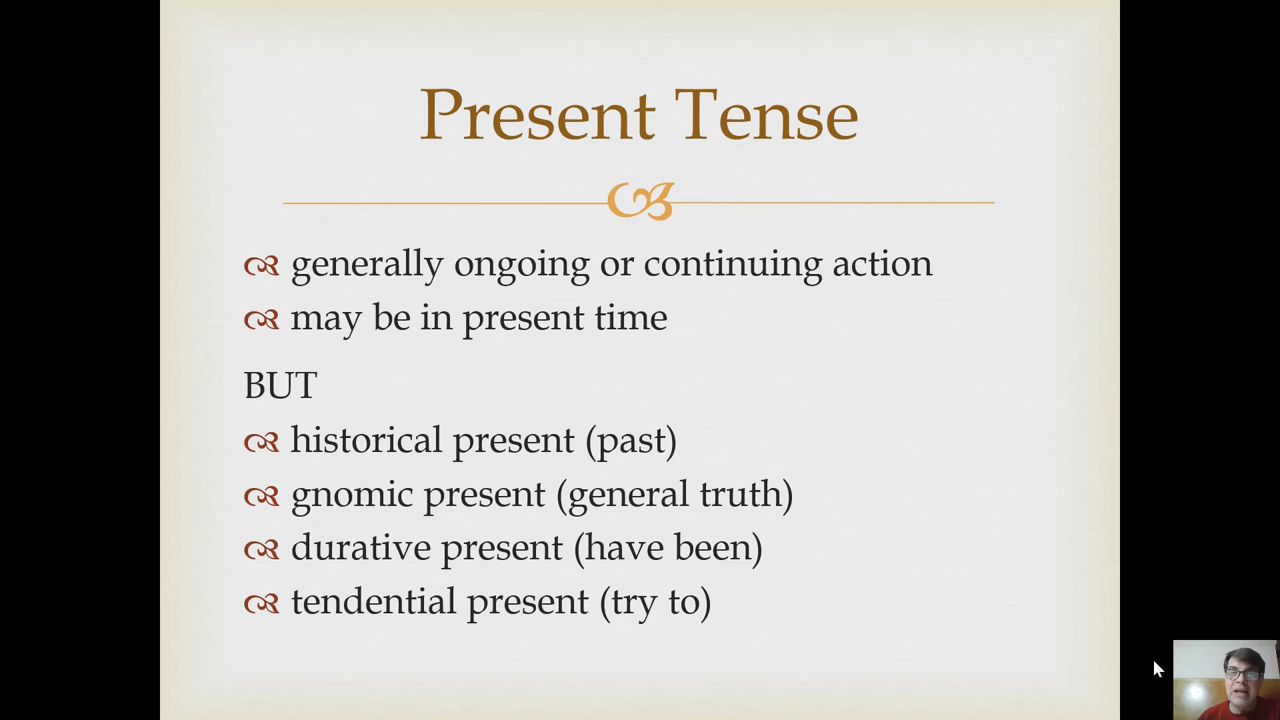 Present Tense
generally ongoing or continuing action
may be in present time
BUT
historical present (past)
gnomic present (general truth)
durative present (have been)
tendential present (try to)